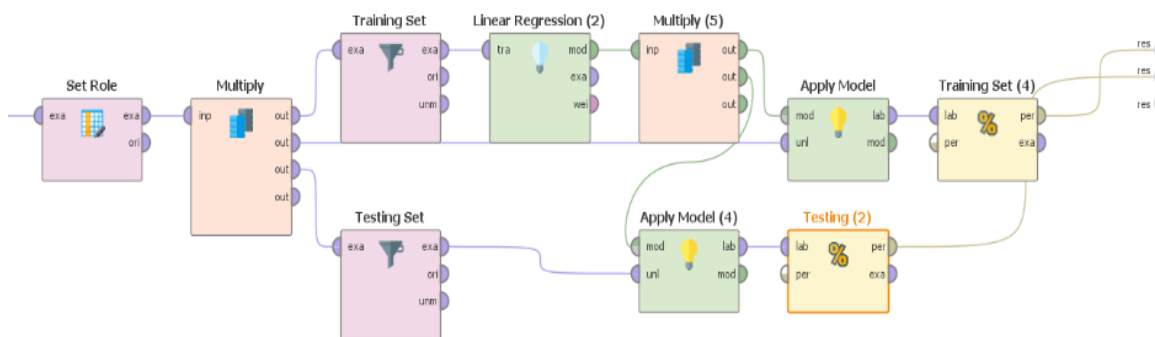 Training Set
Linear Regression (2)
Multiply (5)
exa
exa
tra
mod
inp
out
res
ori
exa
out
res
Set Role
Multiply
unm
wei
out
Apply Model
Training Set (4)
res
exa
exa
inp
out
mod
lab
lab
per
ori
out
unl
mod
per
exa
out
out
Testing Set
Apply Model (4)
Testing (2)
exa
exa
mod
lab
lab
per
ori
unl
mod
per
exa
unm